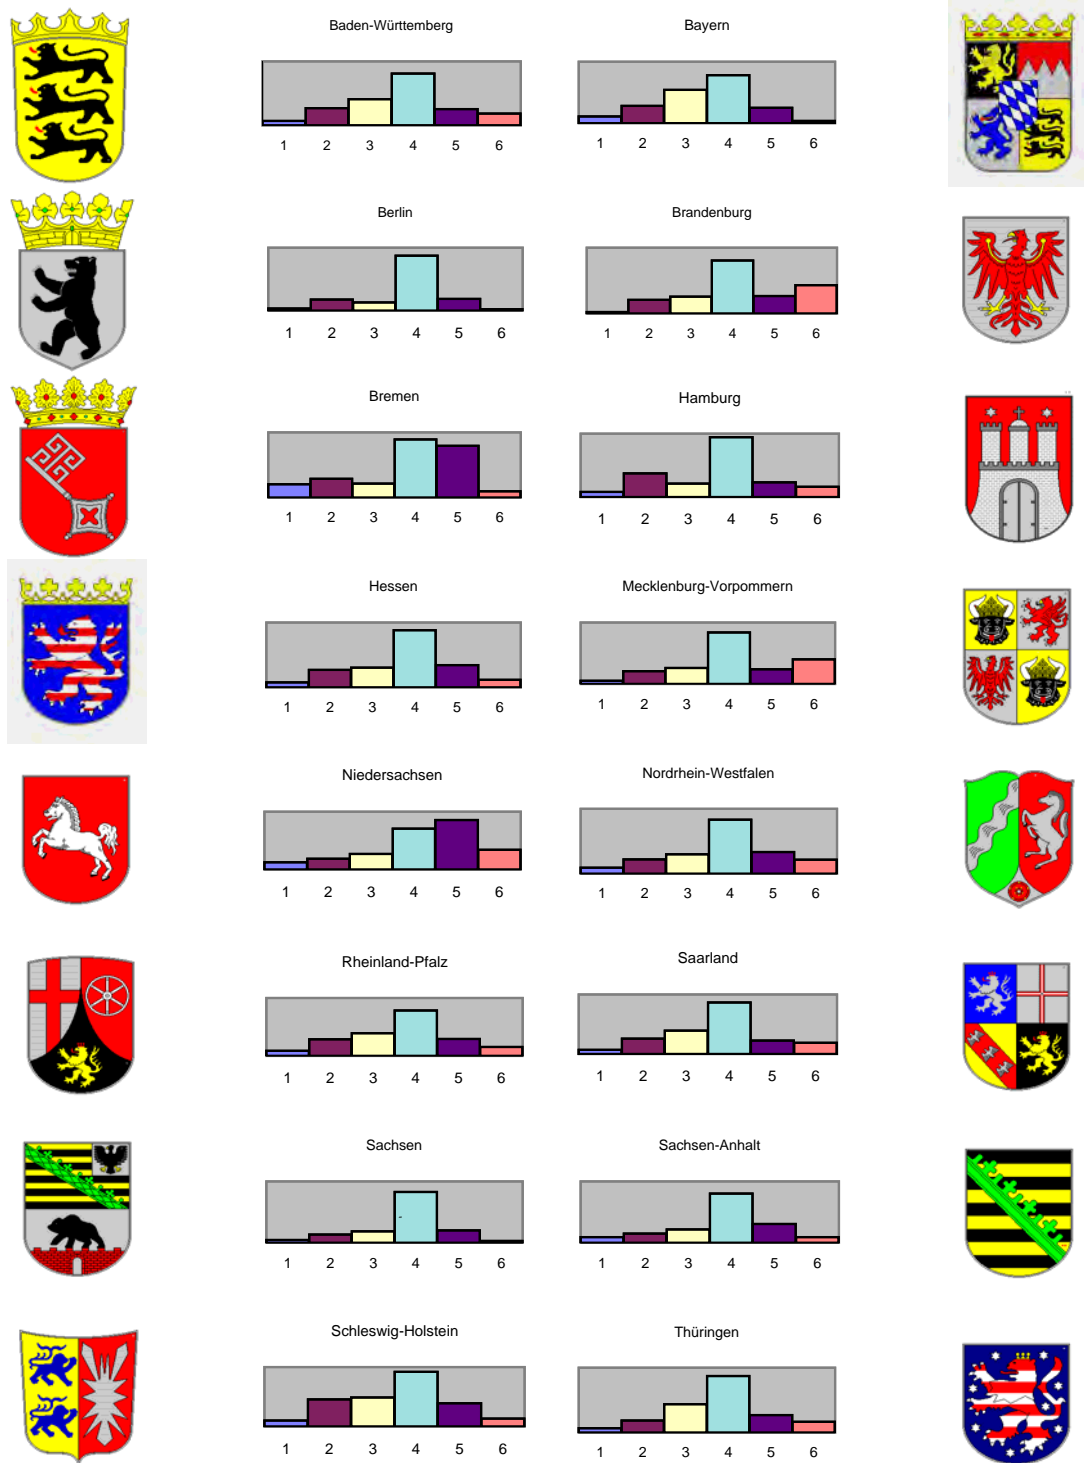 Baden-Württemberg
Bayern
1 2 3 4 5 6
1 2 3 4 5 6
Berlin
Brandenburg
1 2 3 4 5 6
1 2 3 4 5 6
Bremen
Hamburg
1 2 3 4 5 6
1 2 3 4 5 6
Hessen
Mecklenburg-Vorpommern
1 2 3 4 5 6
1 2 3 4 5 6
Niedersachsen
Nordrhein-Westfalen
1 2 3 4 5 6
1 2 3 4 5 6
Rheinland-Pfalz
Saarland
1 2 3 4 5 6
1 2 3 4 5 6
Sachsen
Sachsen-Anhalt
1 2 3 4 5 6
1 2 3 4 5 6
Schleswig-Holstein
Thüringen
1 2 3 4 5 6
1 2 3 4 5 6